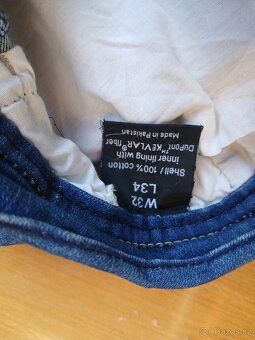 W32
L34
Shell / 100% cotton
inner lining with
DuPont™ KEVLAR® fiber
Made in Pakistan